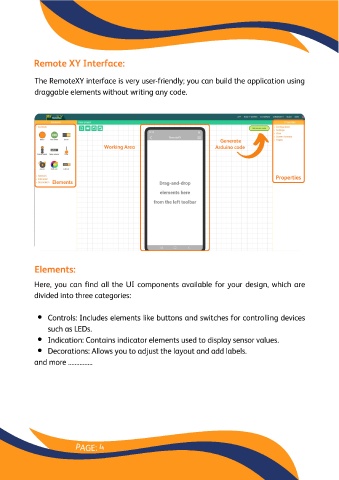 Remote XY Interface:
The RemoteXY interface is very user-friendly; you can build the application using
draggable elements without writing any code.
Generate
Arduino code
Working Area
Properties
Elements
Drag-and-drop
elements here
from the left toolbar
Elements:
Here, you can find all the UI components available for your design, which are
divided into three categories:
• Controls: Includes elements like buttons and switches for controlling devices
such as LEDs.
• Indication: Contains indicator elements used to display sensor values.
• Decorations: Allows you to adjust the layout and add labels.
and more ...............
PAGE: 4